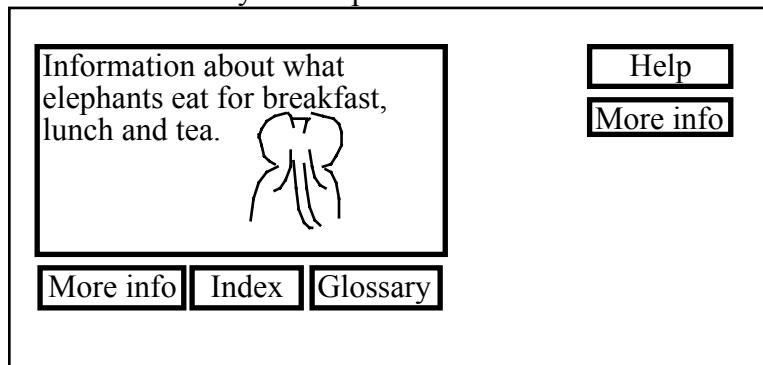 Information about what
elephants eat for breakfast,
lunch and tea.
Help
More info
More info Index Glossary